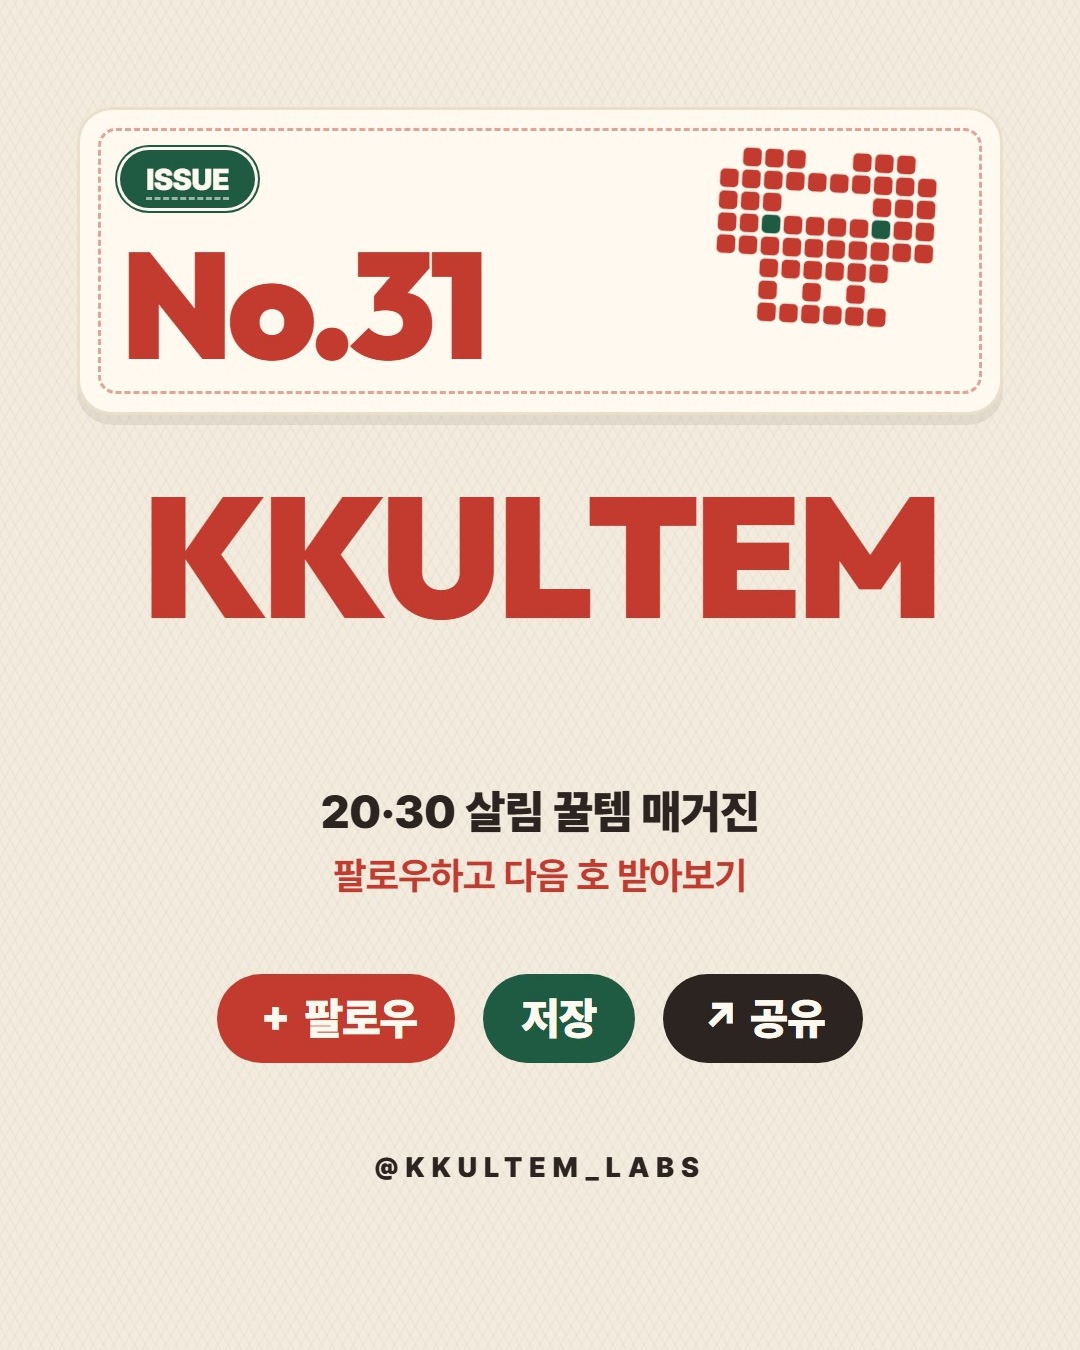 ISSUE
No.31
KKULTEM
20·30 살림 꿀템 매거진
팔로우하고 다음 호 받아보기
+ 팔로우
저장
↗ 공유
@KKULTEM_LABS